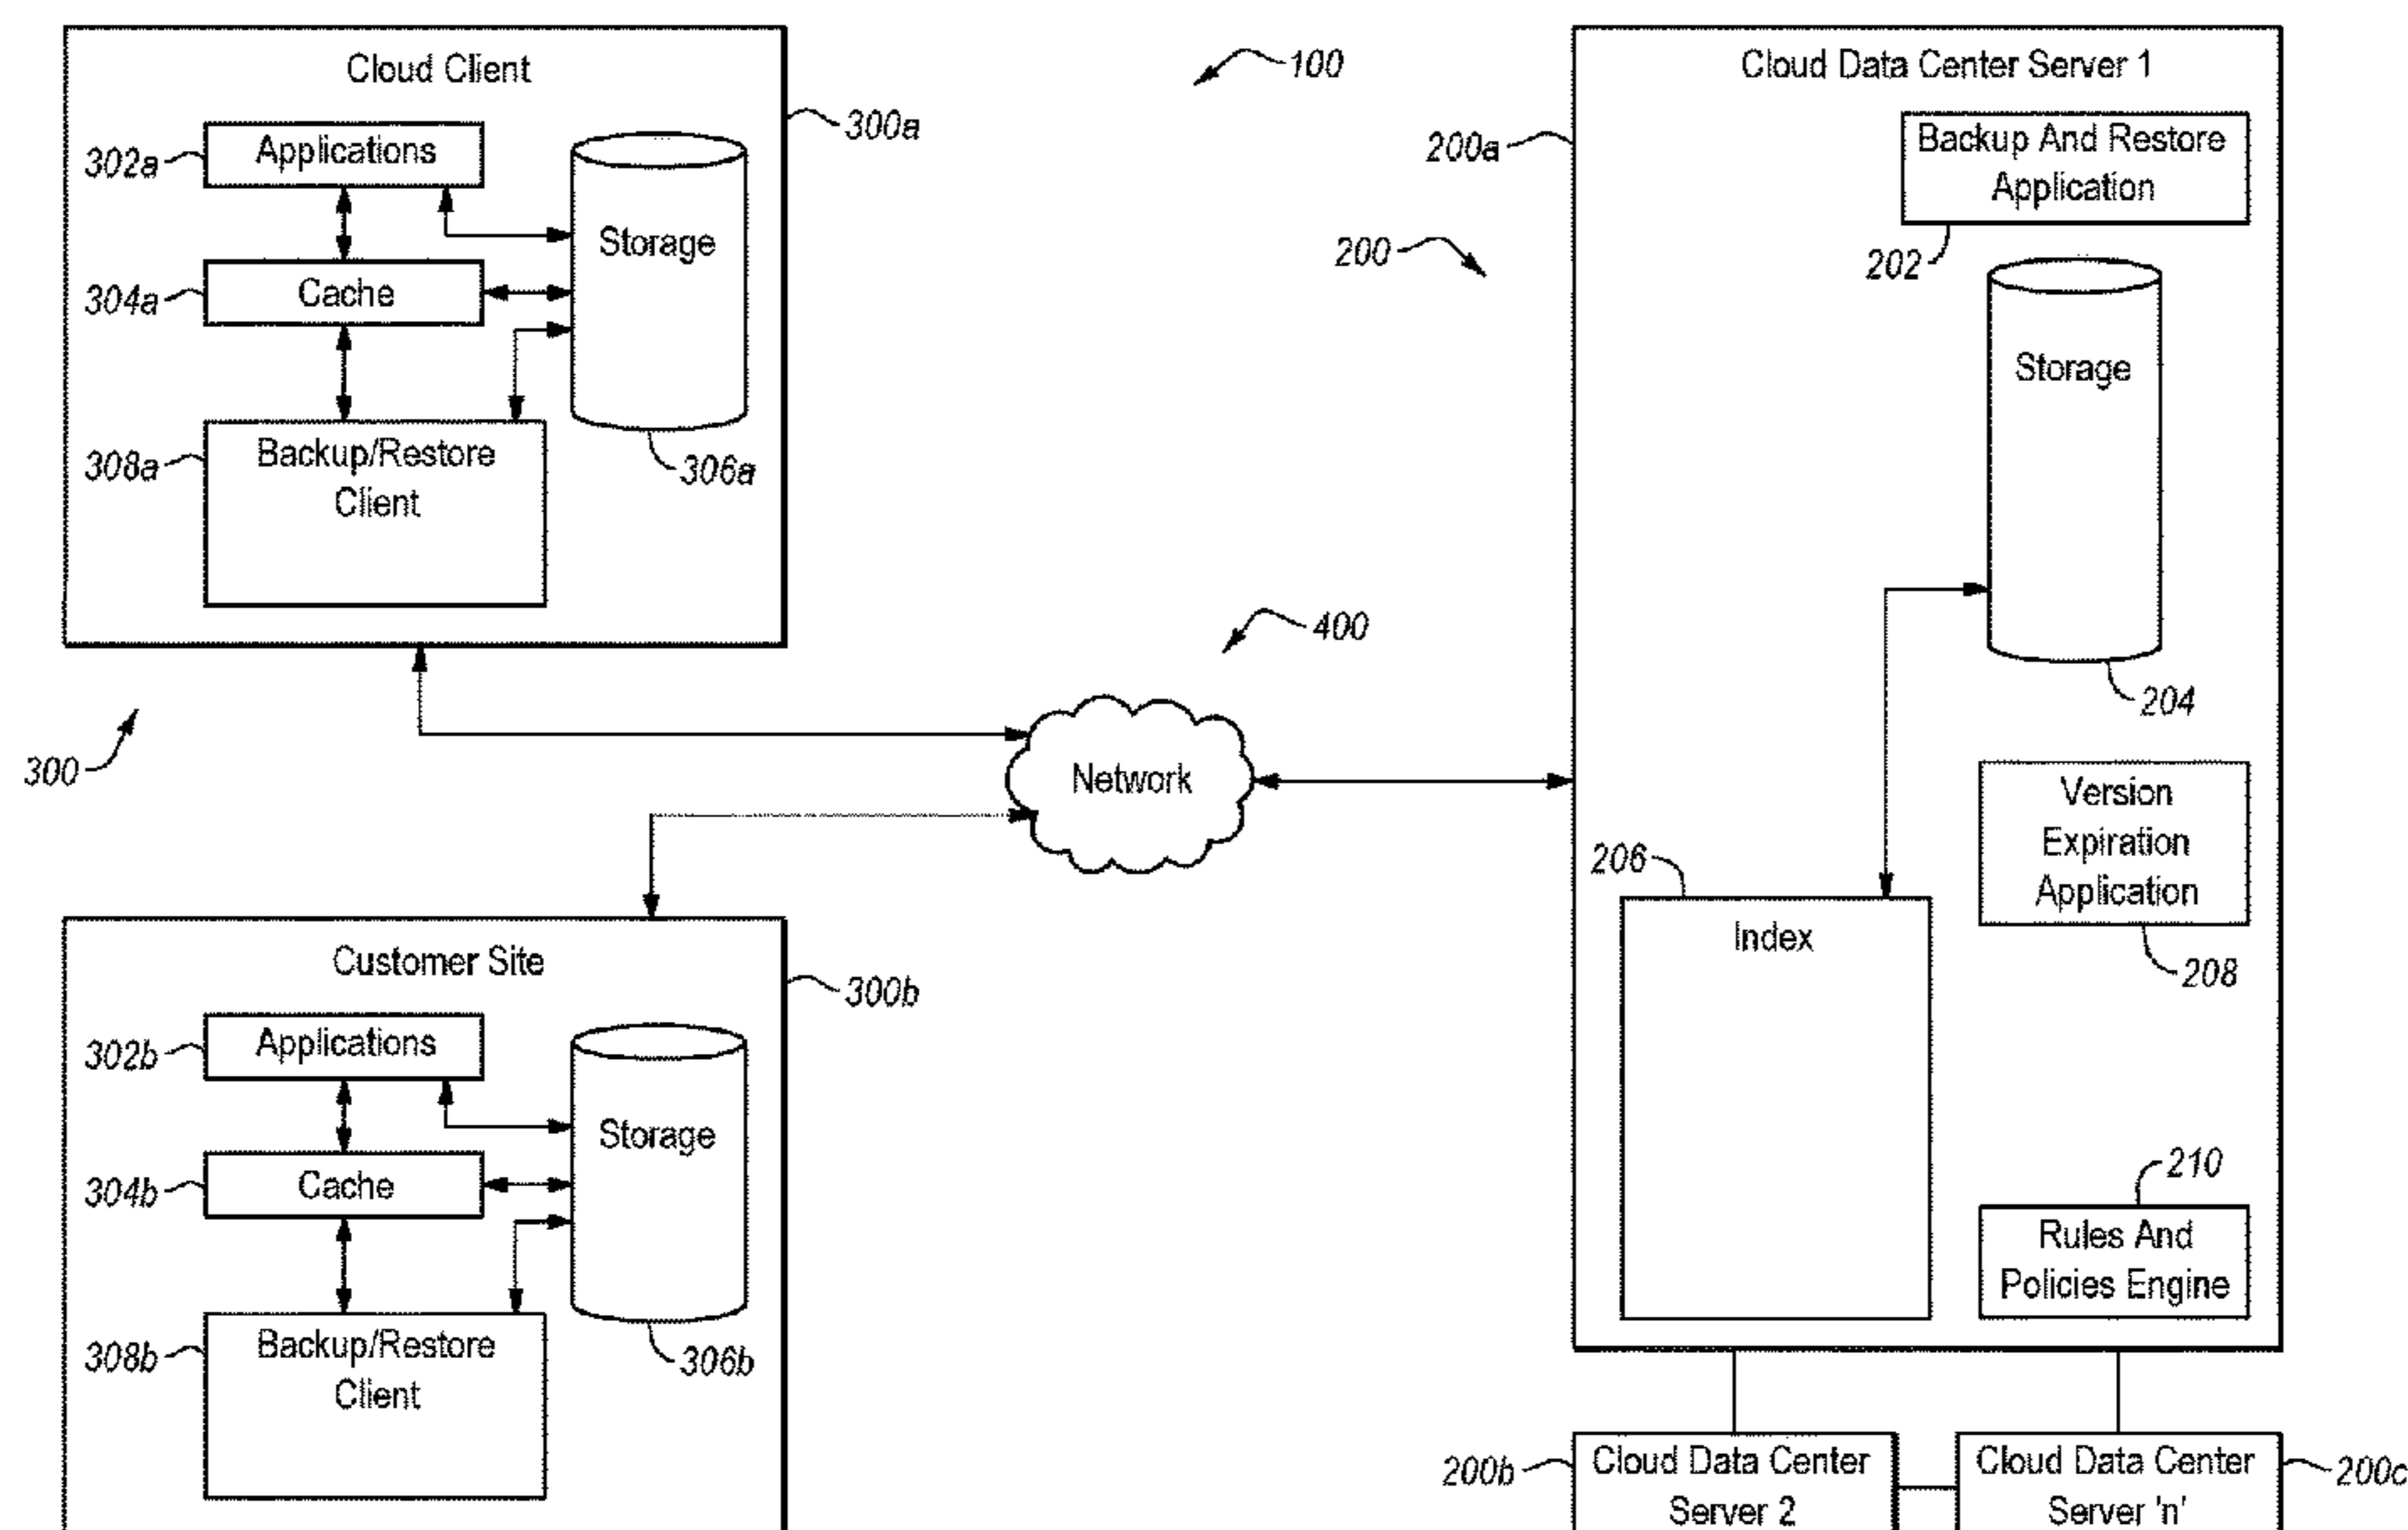 Cloud Client
300a
302a
Applications
304a
Cache
Storage
306a
308a
Backup/Restore
Client
300
100
200
400
Network
Customer Site
300b
302b
Applications
304b
Cache
Storage
306b
308b
Backup/Restore
Client
Cloud Data Center Server 1
200a
Backup And Restore
Application
202
Storage
204
Version
Expiration
Application
208
206
Index
210
Rules And
Policies Engine
200b
Cloud Data Center
Server 2
Cloud Data Center
Server 'n'
200c